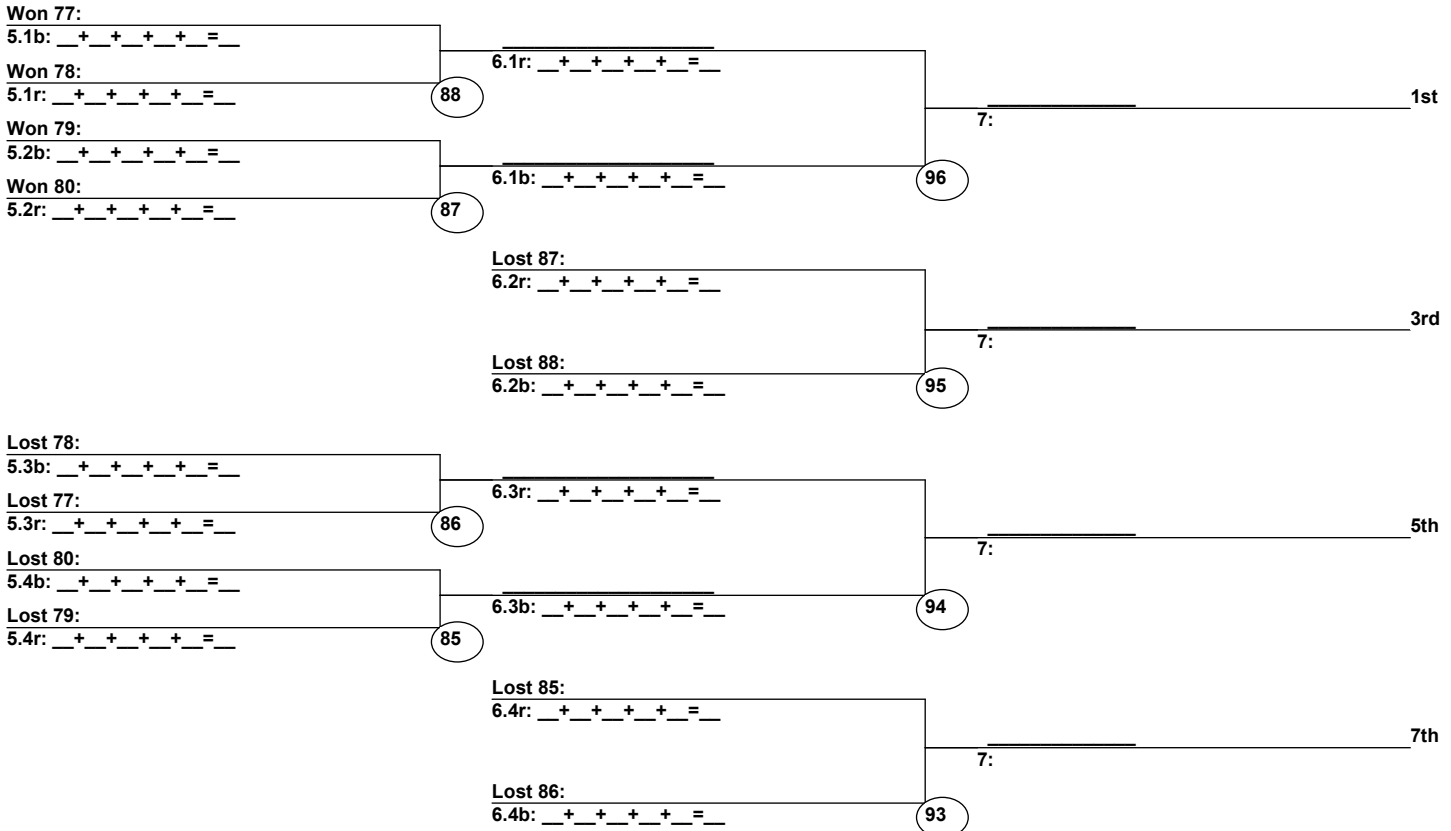 Won 77:
5.1b: __+__+__+__+__=__
____________________
6.1r: __+__+__+__+__=__
Won 78:
5.1r: __+__+__+__+__=__
88
______________
1st
7:
Won 79:
5.2b: __+__+__+__+__=__
____________________
6.1b: __+__+__+__+__=__
96
Won 80:
5.2r: __+__+__+__+__=__
87
Lost 87:
6.2r: __+__+__+__+__=__
______________
3rd
7:
Lost 88:
6.2b: __+__+__+__+__=__
95
Lost 78:
5.3b: __+__+__+__+__=__
____________________
6.3r: __+__+__+__+__=__
Lost 77:
5.3r: __+__+__+__+__=__
86
______________
5th
7:
Lost 80:
5.4b: __+__+__+__+__=__
____________________
6.3b: __+__+__+__+__=__
94
Lost 79:
5.4r: __+__+__+__+__=__
85
Lost 85:
6.4r: __+__+__+__+__=__
______________
7th
7:
Lost 86:
6.4b: __+__+__+__+__=__
93